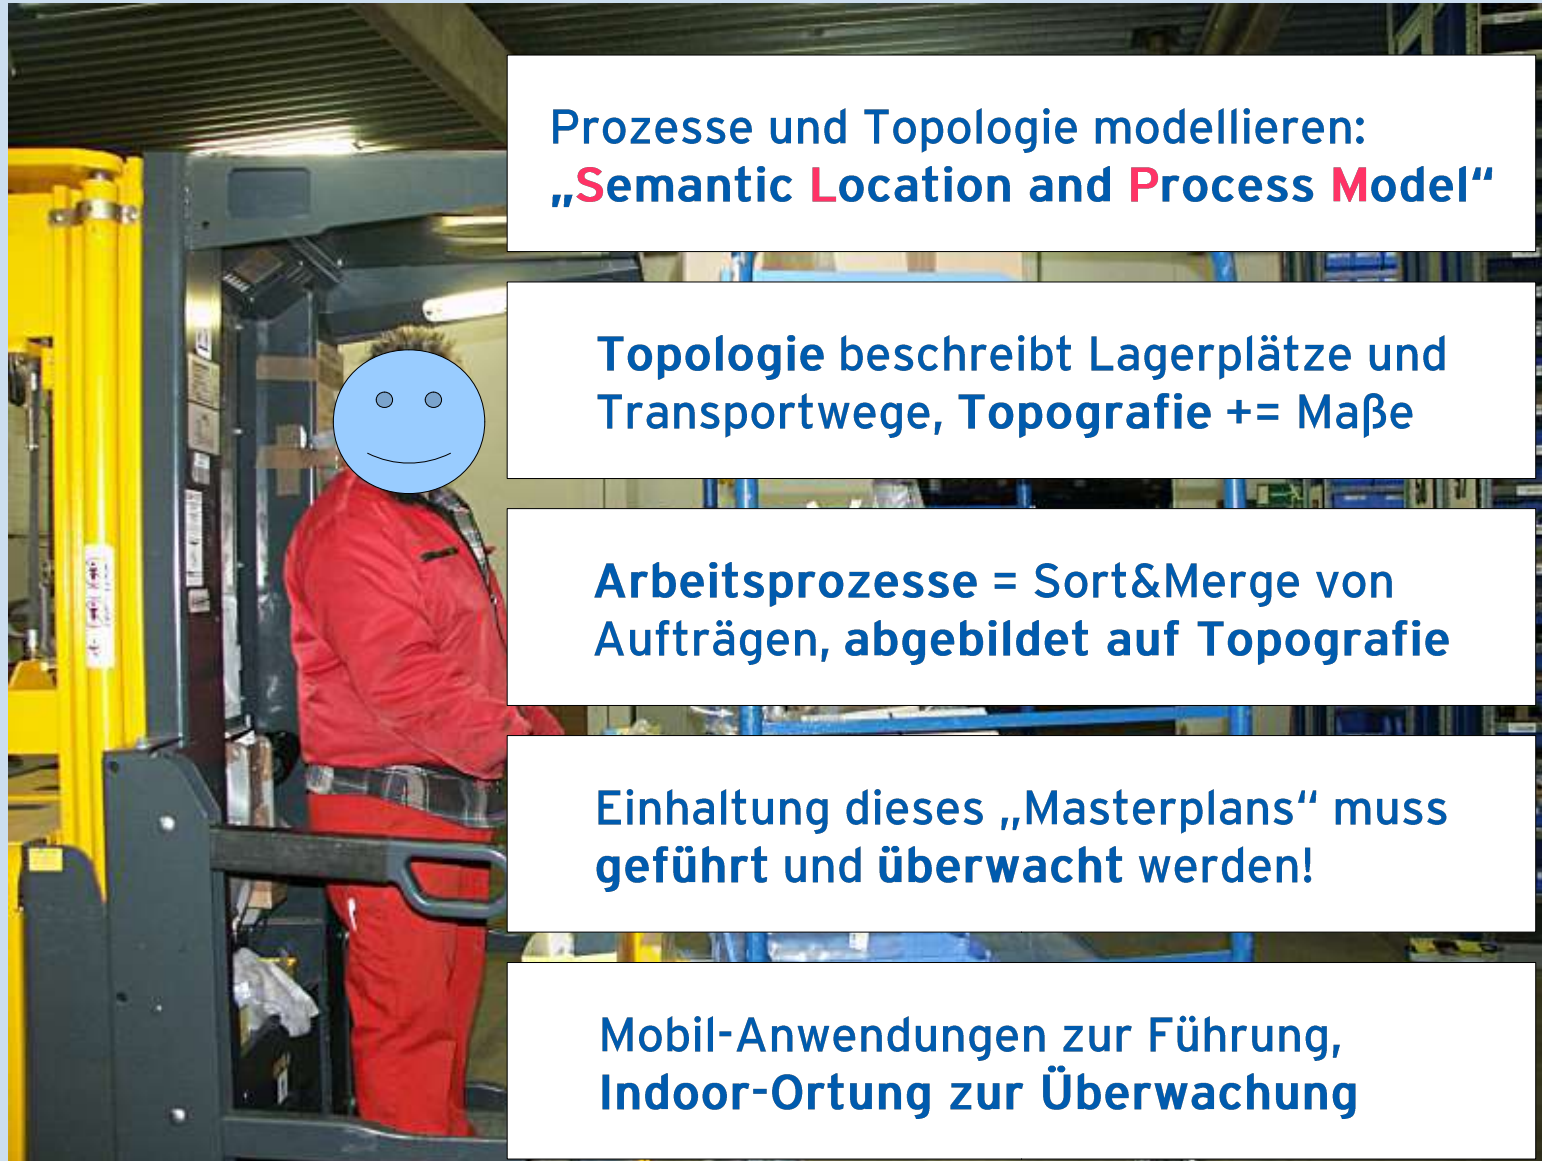 Prozesse und Topologie modellieren:
„Semantic Location and Process Model“
Topologie beschreibt Lagerplätze und
Transportwege, Topografie += Maße
Arbeitsprozesse = Sort&Merge von
Aufträgen, abgebildet auf Topografie
Einhaltung dieses „Masterplans“ muss
geführt und überwacht werden!
Mobil-Anwendungen zur Führung,
Indoor-Ortung zur Überwachung